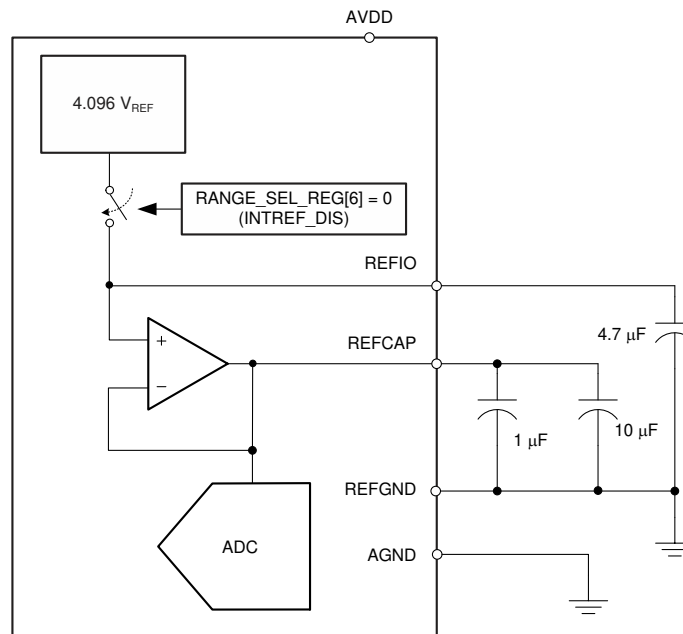 AVDD
4.096 VREF
RANGE_SEL_REG[6] = 0
(INTREF_DIS)
REFIO
4.7 μF
+
REFCAP
−
1 μF
10 μF
REFGND
ADC
AGND